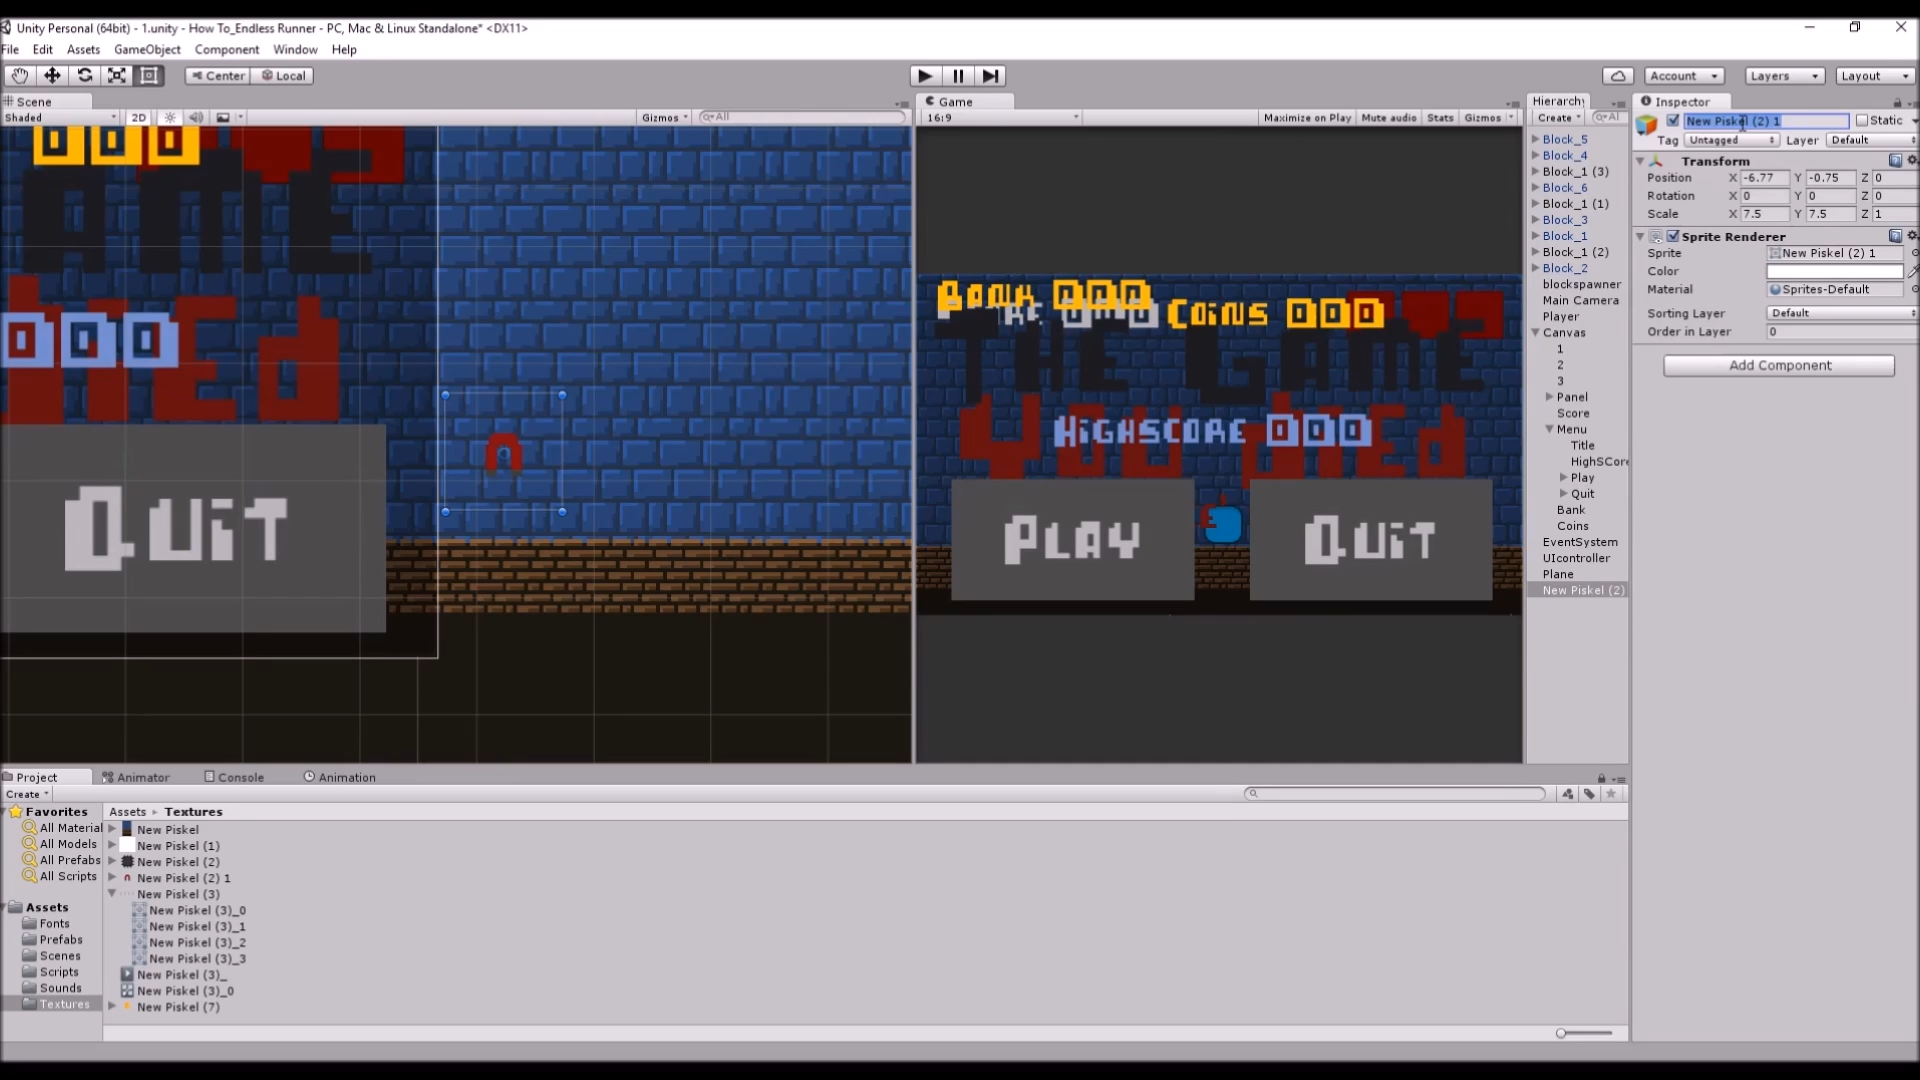 Unity Personal (64bit) - 1.unity - How To_Endless Runner - PC, Mac & Linux Standalone* <DX11>
File Edit Assets GameObject Component Window Help
Center Local
Account Layers Layout
Scene
Shaded 2D Gizmos All
Game
16:9 Maximize on Play Mute audio Stats Gizmos
AME
Ed
QUiT
BANK 000
COiNS 000
THE GAME
HiGHSCORE 000
YOU diEd
PLAY
QUiT
Hierarchy
Create Al
Block_5
Block_4
Block_1 (3)
Block_6
Block_1 (1)
Block_3
Block_1
Block_1 (2)
Block_2
blockspawner
Main Camera
Player
Canvas
1
2
3
Panel
Score
Menu
Title
HighSCore
Play
Quit
Bank
Coins
EventSystem
UIcontroller
Plane
New Piskel (2)
Inspector
New Piskel (2) 1 Static
Tag Untagged Layer Default
Transform
Position X -6.77 Y -0.75 Z 0
Rotation X 0 Y 0 Z 0
Scale X 7.5 Y 7.5 Z 1
Sprite Renderer
Sprite New Piskel (2) 1
Color
Material Sprites-Default
Sorting Layer Default
Order in Layer 0
Add Component
Project Animator Console Animation
Create
Favorites
All Material
All Models
All Prefabs
All Scripts
Assets
Fonts
Prefabs
Scenes
Scripts
Sounds
Textures
Assets Textures
New Piskel
New Piskel (1)
New Piskel (2)
New Piskel (2) 1
New Piskel (3)
New Piskel (3)_0
New Piskel (3)_1
New Piskel (3)_2
New Piskel (3)_3
New Piskel (3)_
New Piskel (3)_0
New Piskel (7)